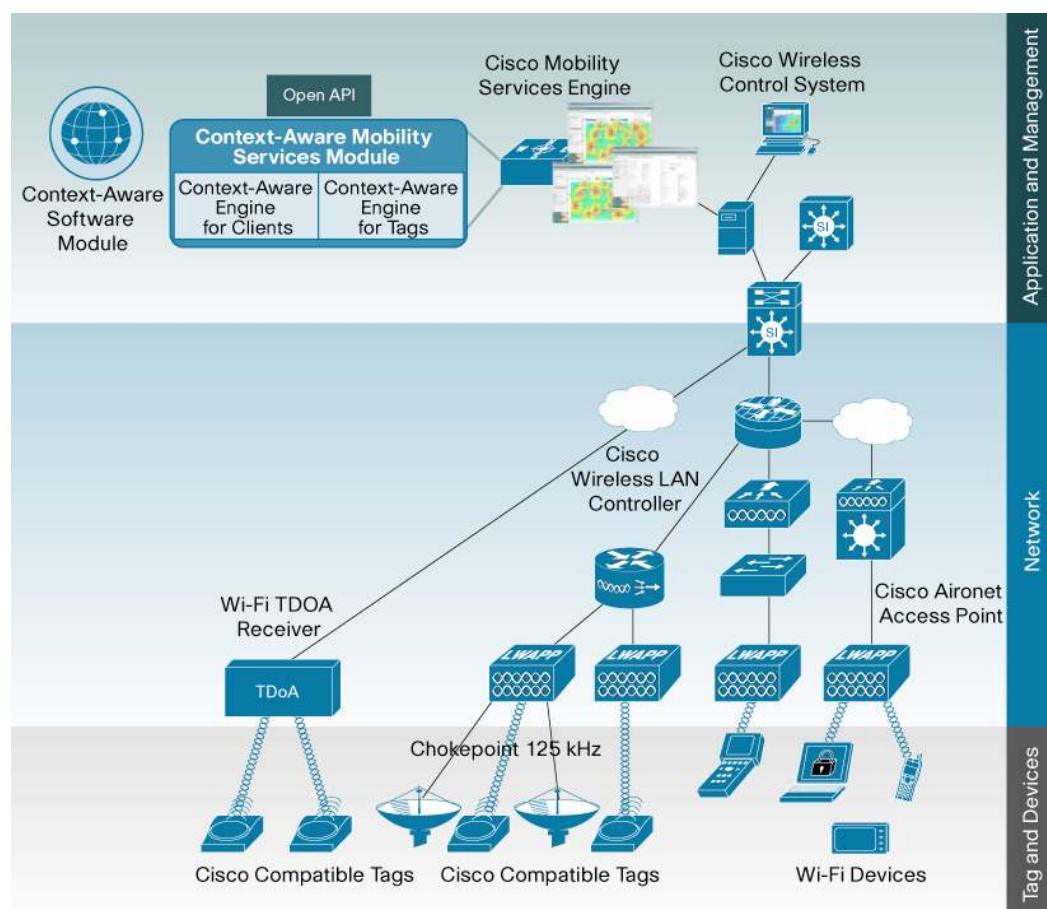 Cisco Mobility
Services Engine
Cisco Wireless
Control System
Open API
Context-Aware Mobility
Services Module
Context-Aware
Engine
for Clients
Context-Aware
Engine
for Tags
Context-Aware
Software
Module
SI
SI
Application and Management
Cisco
Wireless LAN
Controller
Cisco Aironet
Access Point
Wi-Fi TDOA
Receiver
TDoA
LWAPP
LWAPP
LWAPP
LWAPP
Network
Chokepoint 125 kHz
Cisco Compatible Tags
Cisco Compatible Tags
Wi-Fi Devices
Tag and Devices